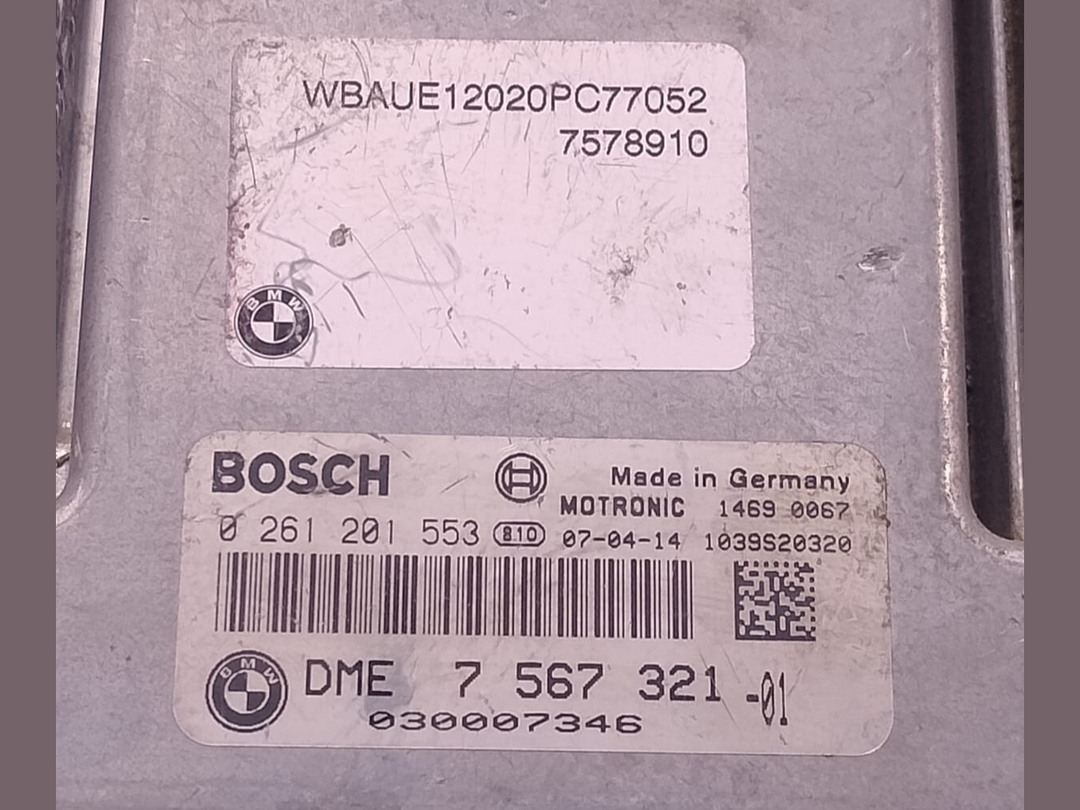 WBAUE12020PC77052
7578910
BMW
BOSCH
Made in Germany
MOTRONIC 1469 0067
0 261 201 553 810 07-04-14 1039S20320
BMW
DME 7 567 321 -01
030007346